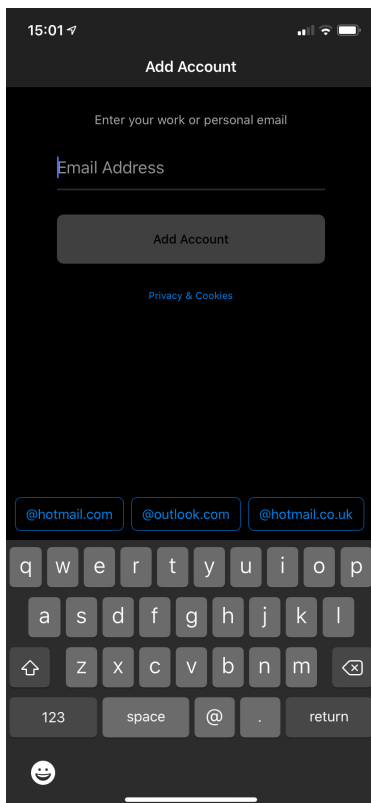 15:01
Add Account
Enter your work or personal email
Email Address
Add Account
Privacy & Cookies
@hotmail.com @outlook.com @hotmail.co.uk
q w e r t y u i o p
a s d f g h j k l
z x c v b n m
123 space @ . return